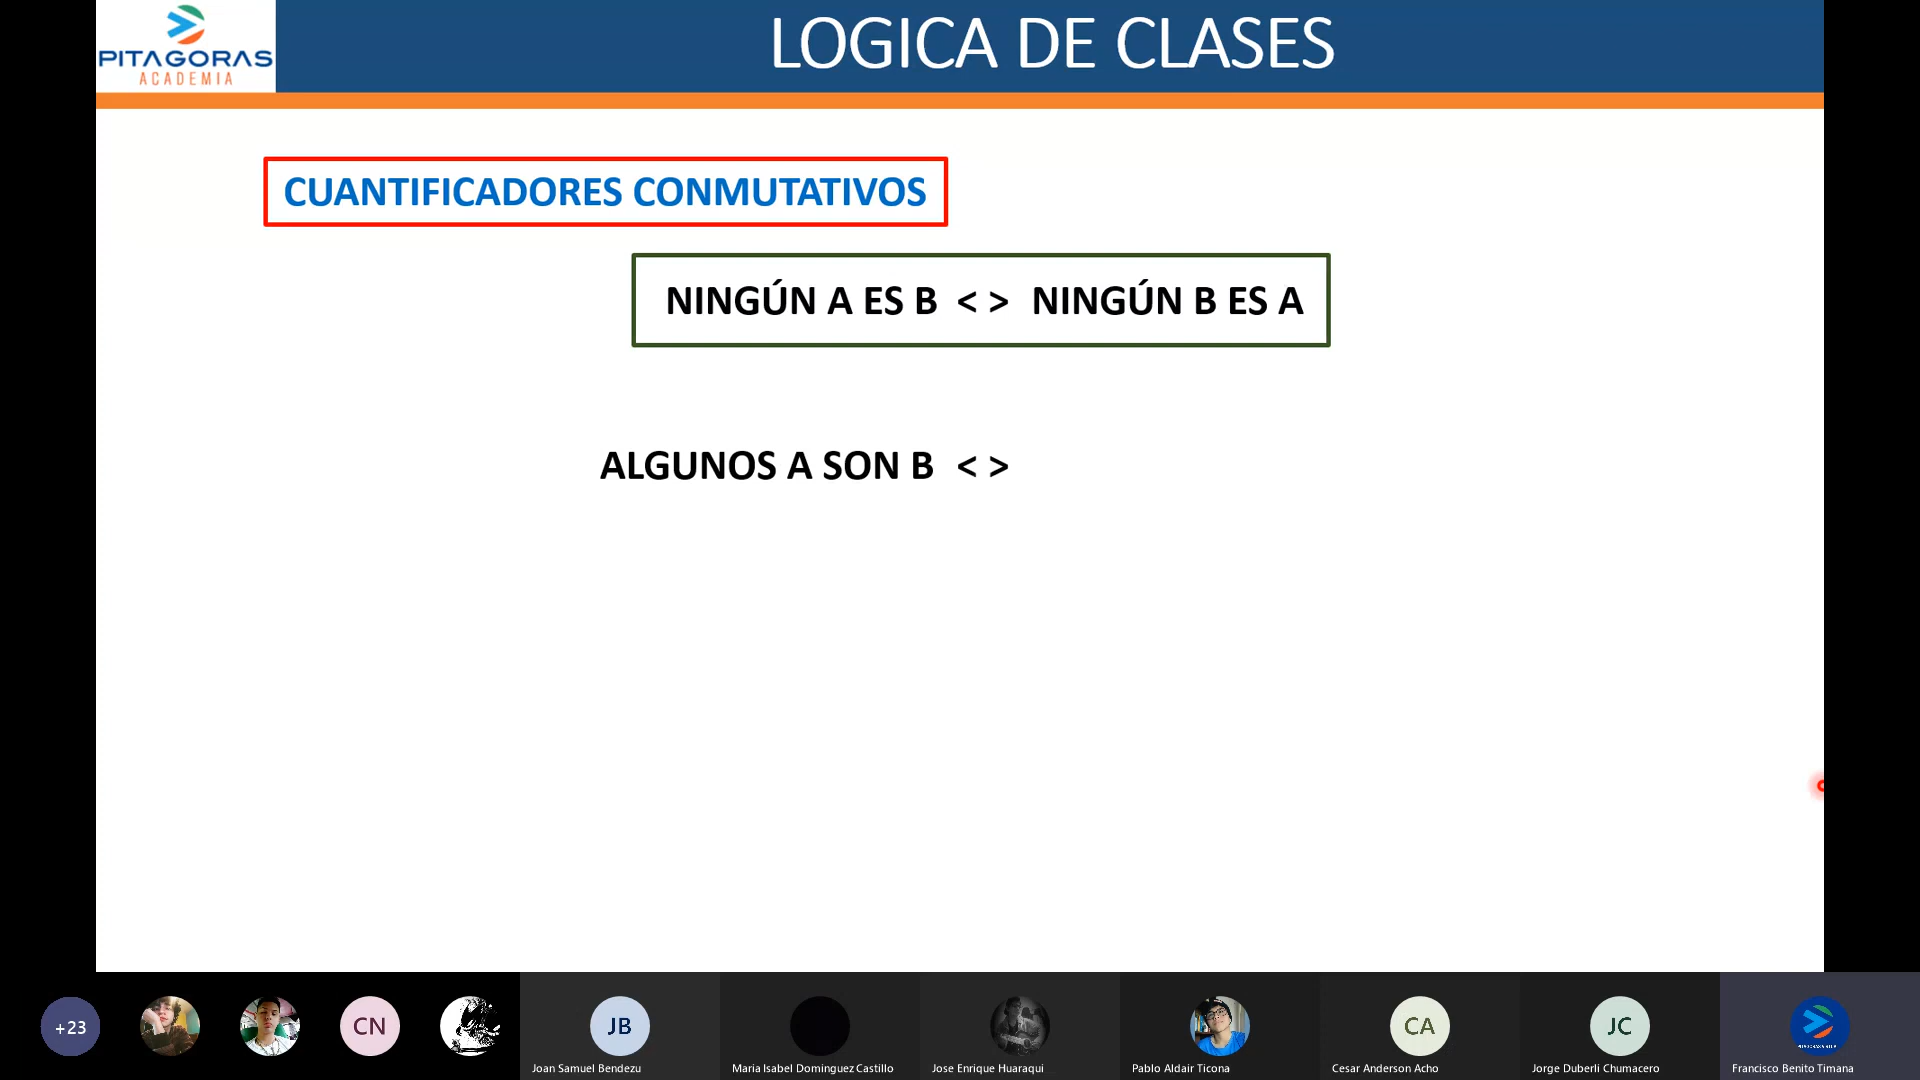 PITAGORAS
ACADEMIA
LOGICA DE CLASES
CUANTIFICADORES CONMUTATIVOS
NINGÚN A ES B < > NINGÚN B ES A
ALGUNOS A SON B < >
+23
CN
JB
CA
JC
Joan Samuel Bendezu
Maria Isabel Dominguez Castillo
Jose Enrique Huaraqui
Pablo Aldair Ticona
Cesar Anderson Acho
Jorge Duberli Chumacero
Francisco Benito Timana